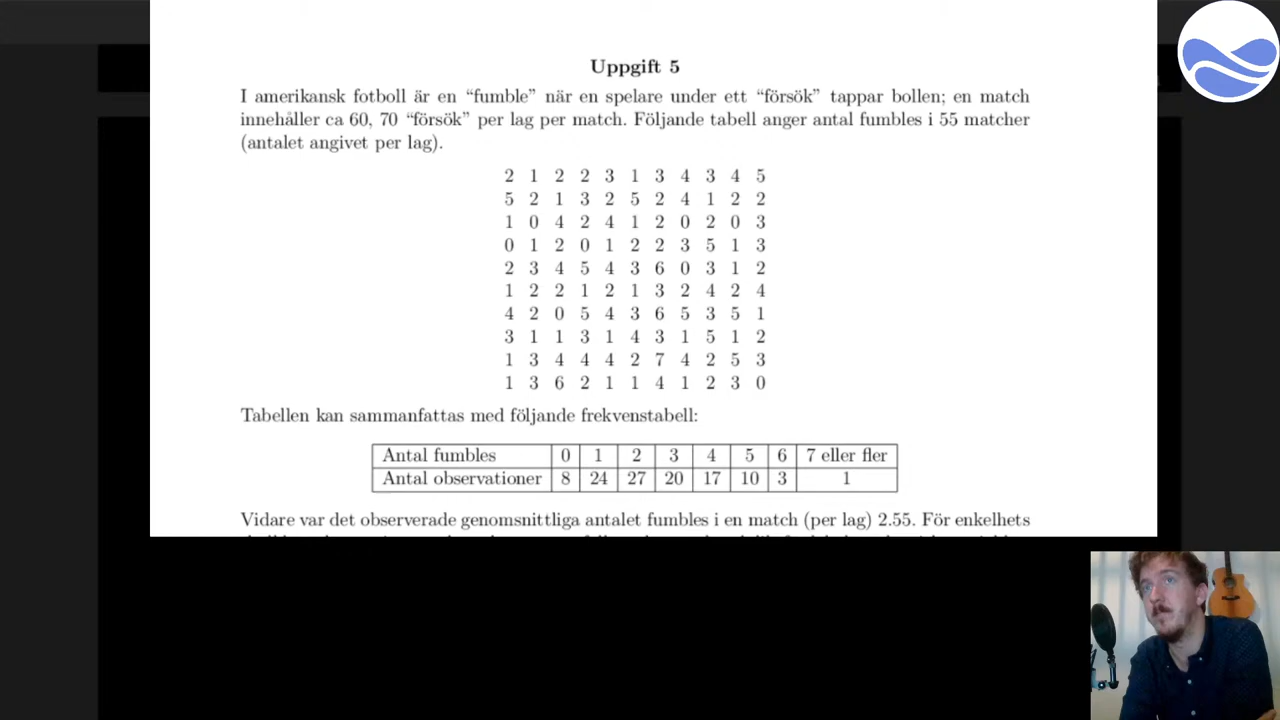 Uppgift 5
I amerikansk fotboll är en “fumble” när en spelare under ett “försök” tappar bollen; en match
innehåller ca 60, 70 “försök” per lag per match. Följande tabell anger antal fumbles i 55 matcher
(antalet angivet per lag).
2 1 2 2 3 1 3 4 3 4 5
5 2 1 3 2 5 2 4 1 2 2
1 0 4 2 4 1 2 0 2 0 3
0 1 2 0 1 2 2 3 5 1 3
2 3 4 5 4 3 6 0 3 1 2
1 2 2 1 2 1 3 2 4 2 4
4 2 0 5 4 3 6 5 3 5 1
3 1 1 3 1 4 3 1 5 1 2
1 3 4 4 4 2 7 4 2 5 3
1 3 6 2 1 1 4 1 2 3 0
Tabellen kan sammanfattas med följande frekvenstabell:
Antal fumbles 0 1 2 3 4 5 6 7 eller fler
Antal observationer 8 24 27 20 17 10 3 1
Vidare var det observerade genomsnittliga antalet fumbles i en match (per lag) 2.55. För enkelhets